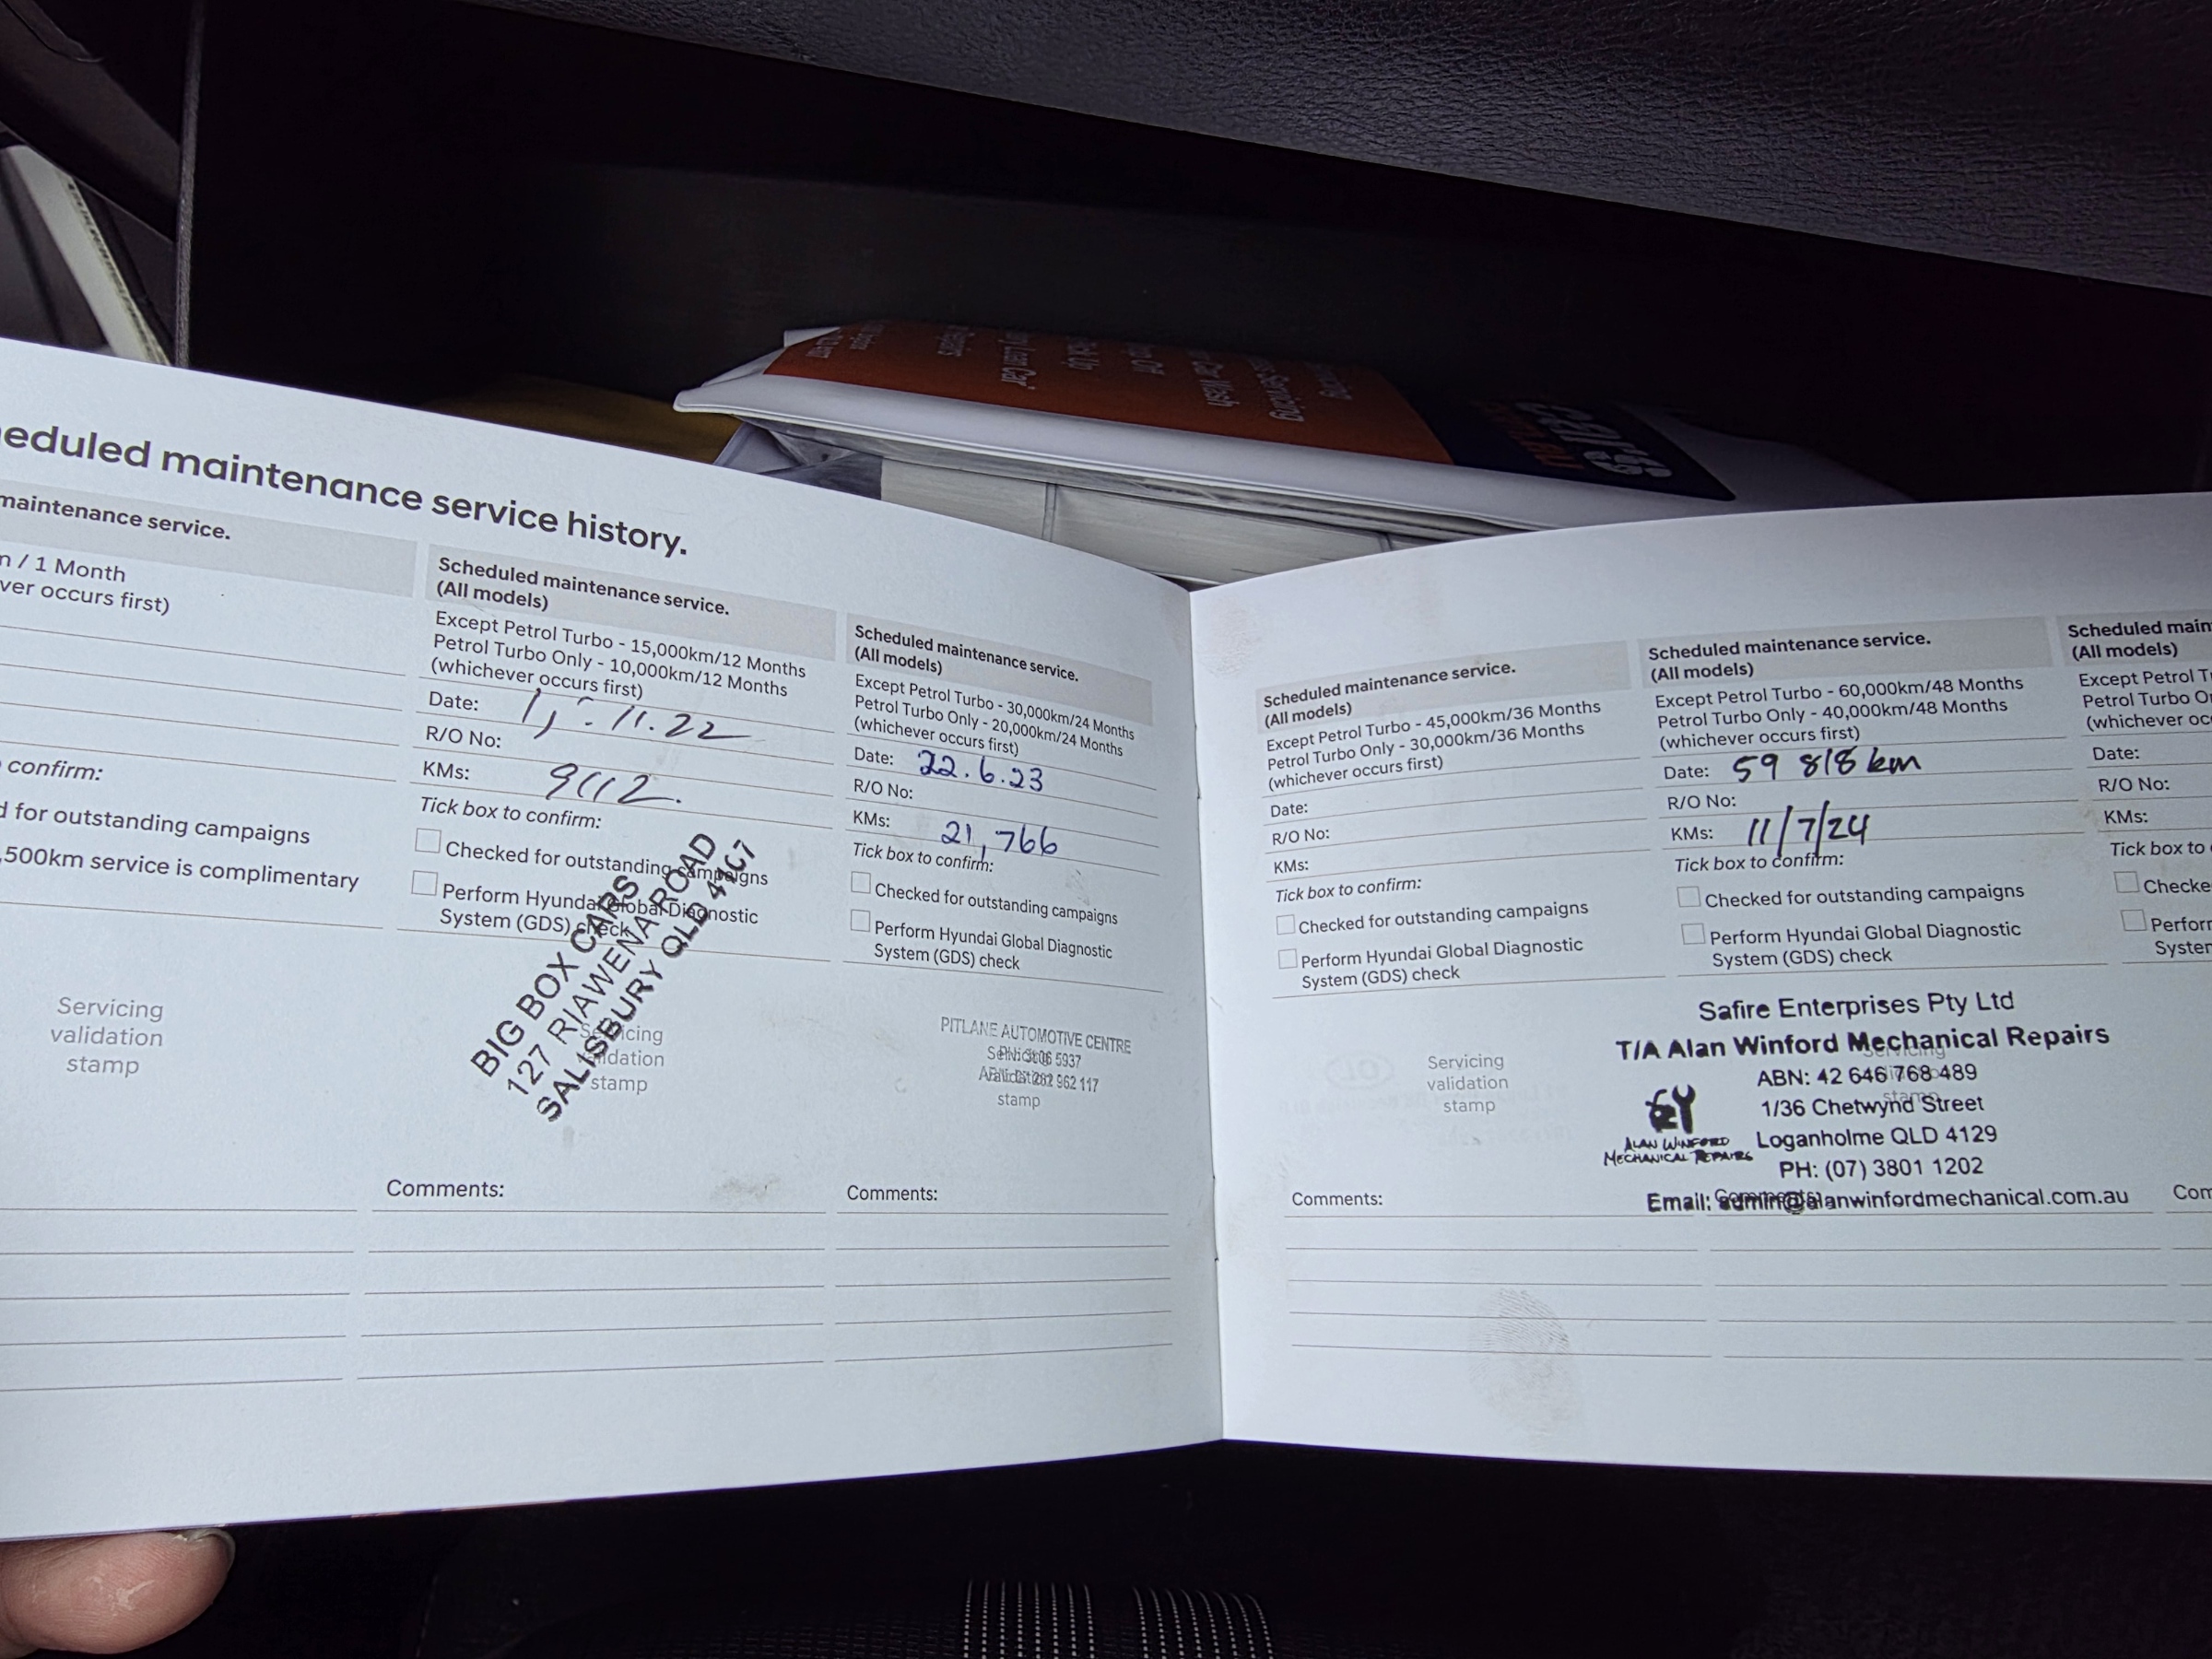 eduled maintenance service history.
maintenance service.
/ 1 Month
ver occurs first)
confirm:
for outstanding campaigns
,500km service is complimentary
Servicing
validation
stamp
Scheduled maintenance service.
(All models)
Except Petrol Turbo - 15,000km/12 Months
Petrol Turbo Only - 10,000km/12 Months
(whichever occurs first)
Date: 11.22
R/O No:
KMs: 9112.
Tick box to confirm:
Checked for outstanding campaigns
Perform Hyundai Global Diagnostic
System (GDS) check
BIG BOX CARS
127 RIAWENA ROAD
SALISBURY QLD 4107
Servicing
validation
stamp
Comments:
Scheduled maintenance service.
(All models)
Except Petrol Turbo - 30,000km/24 Months
Petrol Turbo Only - 20,000km/24 Months
(whichever occurs first)
Date: 22.6.23
R/O No:
KMs: 21,766
Tick box to confirm:
Checked for outstanding campaigns
Perform Hyundai Global Diagnostic
System (GDS) check
PITLANE AUTOMOTIVE CENTRE
stamp
Comments:
Scheduled maintenance service.
(All models)
Except Petrol Turbo - 45,000km/36 Months
Petrol Turbo Only - 30,000km/36 Months
(whichever occurs first)
Date:
R/O No:
KMs:
Tick box to confirm:
Checked for outstanding campaigns
Perform Hyundai Global Diagnostic
System (GDS) check
Servicing
validation
stamp
Comments:
Scheduled maintenance service.
(All models)
Except Petrol Turbo - 60,000km/48 Months
Petrol Turbo Only - 40,000km/48 Months
(whichever occurs first)
Date: 59 818 km
R/O No:
KMs: 11/7/24
Tick box to confirm:
Checked for outstanding campaigns
Perform Hyundai Global Diagnostic
System (GDS) check
Safire Enterprises Pty Ltd
T/A Alan Winford Mechanical Repairs
ABN: 42 646 768 489
1/36 Chetwynd Street
Loganholme QLD 4129
PH: (07) 3801 1202
Email: admin@alanwinfordmechanical.com.au
ALAN WINFORD
MECHANICAL REPAIRS
Scheduled main
(All models)
Except Petrol T
Petrol Turbo O
(whichever oc
Date:
R/O No:
KMs:
Tick box to
Checke
Perfor
System
Com